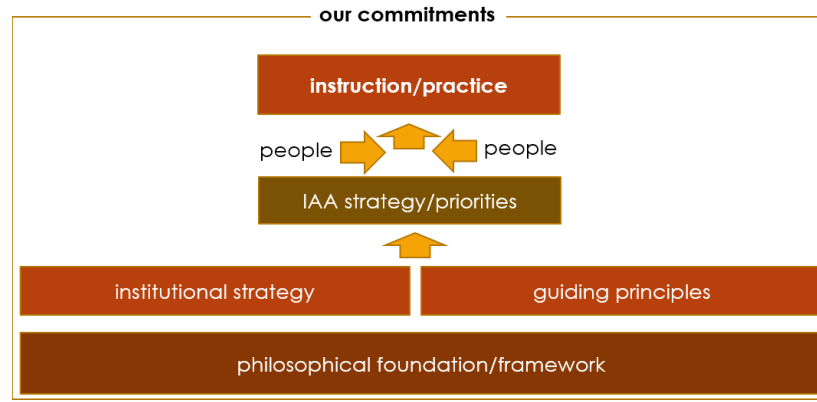 our commitments
instruction/practice
people
people
IAA strategy/priorities
institutional strategy
guiding principles
philosophical foundation/framework